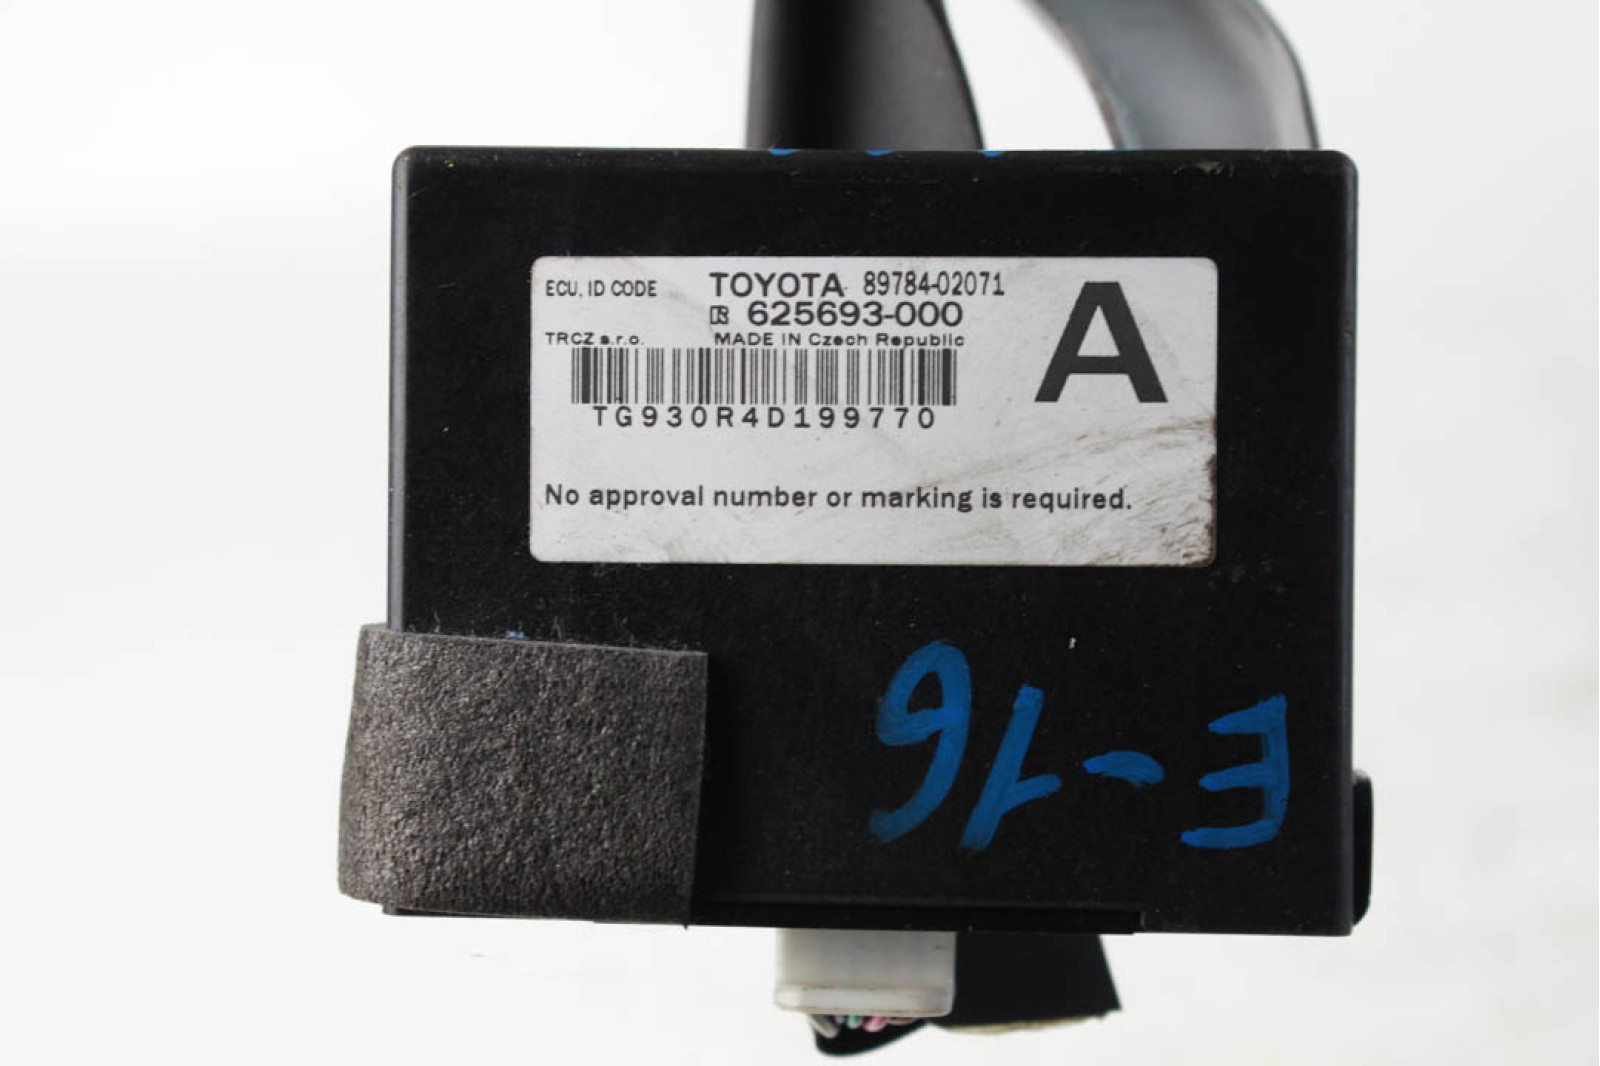 ECU, ID CODE TOYOTA 89784-02071
625693-000
A
TRCZ s.r.o. MADE IN Czech Republic
TG930R4D199770
No approval number or marking is required.
E-16